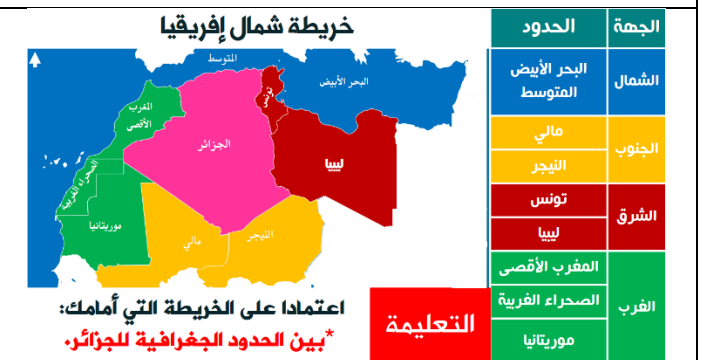 خريطة شمال إفريقيا
المتوسط
البحر الأبيض
تونس
المغرب
الأقصى
الجزائر
ليبيا
الصحراء الغربية
موريتانيا
مالي
النيجر
اعتمادا على الخريطة التي أمامك:
*بين الحدود الجغرافية للجزائر.
التعليمة
الجهة الحدود
الشمال البحر الأبيض
المتوسط
الجنوب مالي
النيجر
الشرق تونس
ليبيا
الغرب المغرب الأقصى
الصحراء الغربية
موريتانيا